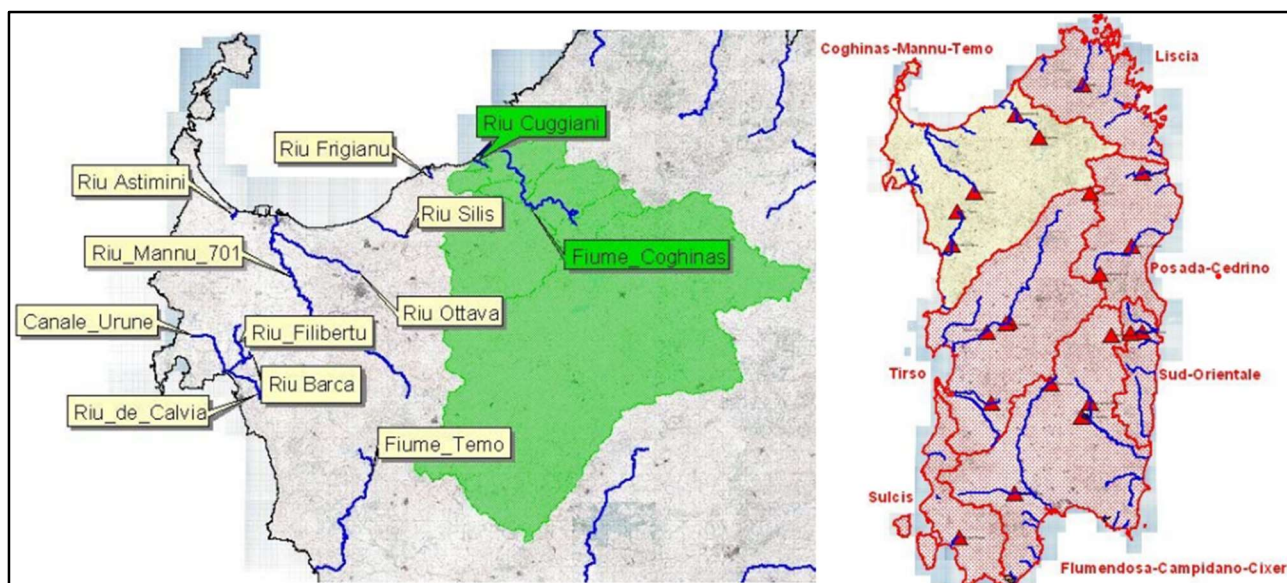 Riu Cuggiani
Riu Frigianu
Riu Astimini
Riu Silis
Riu_Mannu_701
Fiume_Coghinas
Riu Ottava
Canale_Urune
Riu_Filibertu
Riu Barca
Riu_de_Calvia
Fiume_Temo
Coghinas-Mannu-Temo
Liscia
Posada-Cedrino
Tirso
Sud-Orientale
Sulcis
Flumendosa-Campidano-Cixer